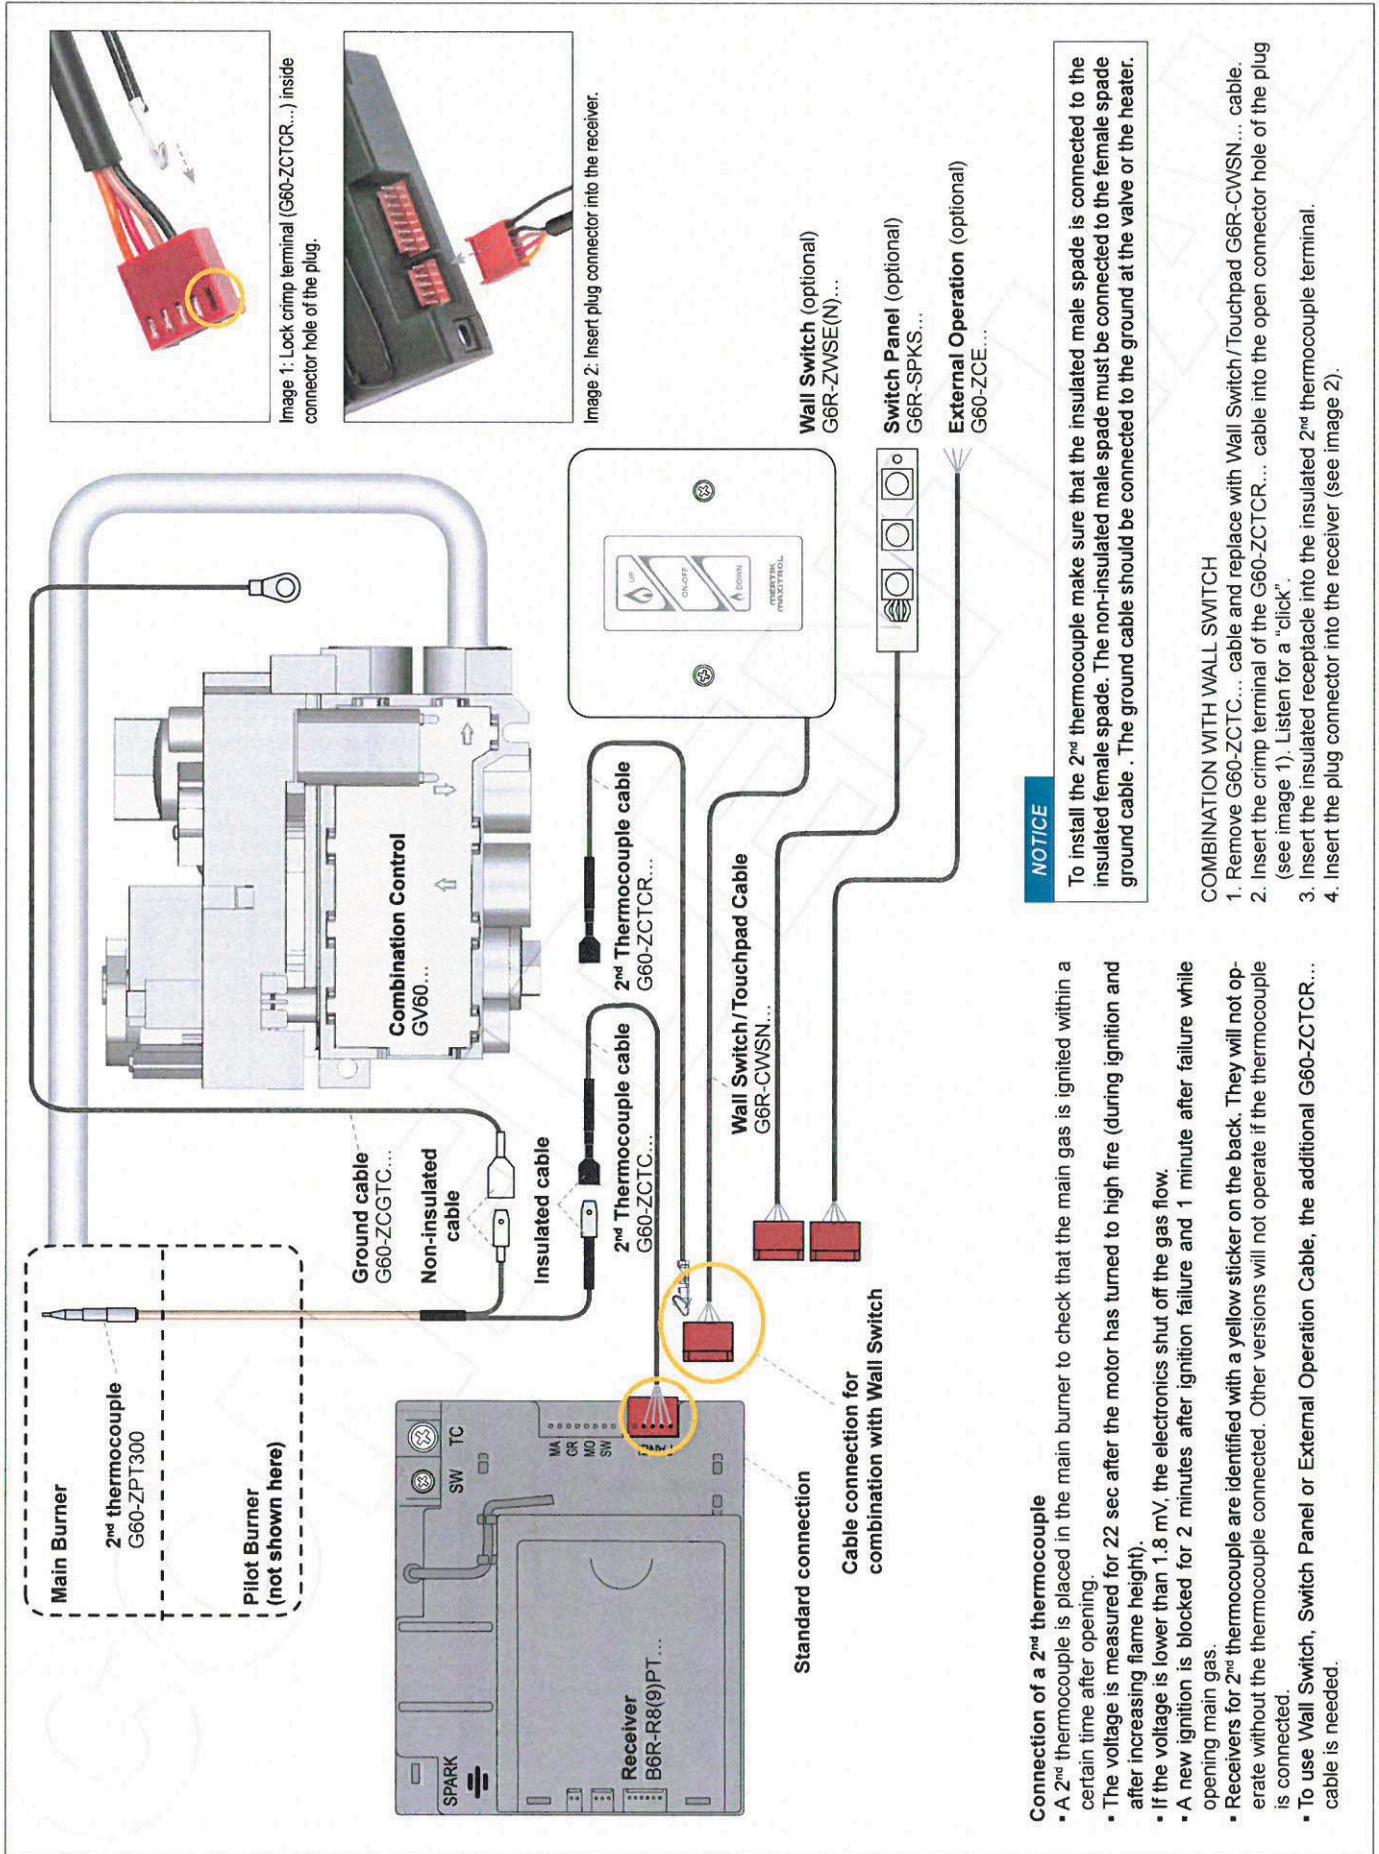 Main Burner
2nd thermocouple
G60-ZPT300
Pilot Burner
(not shown here)
Ground cable
G60-ZCGTC...
Non-insulated
cable
Insulated cable
2nd Thermocouple cable
G60-ZCTC...
Combination Control
GV60...
2nd Thermocouple cable
G60-ZCTCR...
Wall Switch/Touchpad Cable
G6R-CWSN...
SPARK
SW
TC
MA
GR
MO
SW
Receiver
B6R-R8(9)PT...
Standard connection
Cable connection for
combination with Wall Switch
UP
ON-OFF
DOWN
MERTIK
MAXITROL
Wall Switch (optional)
G6R-ZWSE(N)...
Switch Panel (optional)
G6R-SPKS...
External Operation (optional)
G60-ZCE...
Image 1: Lock crimp terminal (G60-ZCTCR...) inside
connector hole of the plug.
Image 2: Insert plug connector into the receiver.
Connection of a 2nd thermocouple
▪ A 2nd thermocouple is placed in the main burner to check that the main gas is ignited within a
certain time after opening.
▪ The voltage is measured for 22 sec after the motor has turned to high fire (during ignition and
after increasing flame height).
▪ If the voltage is lower than 1.8 mV, the electronics shut off the gas flow.
▪ A new ignition is blocked for 2 minutes after ignition failure and 1 minute after failure while
opening main gas.
▪ Receivers for 2nd thermocouple are identified with a yellow sticker on the back. They will not op-
erate without the thermocouple connected. Other versions will not operate if the thermocouple
is connected.
▪ To use Wall Switch, Switch Panel or External Operation Cable, the additional G60-ZCTCR...
cable is needed.
NOTICE
To install the 2nd thermocouple make sure that the insulated male spade is connected to the
insulated female spade. The non-insulated male spade must be connected to the female spade
ground cable . The ground cable should be connected to the ground at the valve or the heater.
COMBINATION WITH WALL SWITCH
1. Remove G60-ZCTC... cable and replace with Wall Switch/Touchpad G6R-CWSN... cable.
2. Insert the crimp terminal of the G60-ZCTCR... cable into the open connector hole of the plug
(see image 1). Listen for a "click".
3. Insert the insulated receptacle into the insulated 2nd thermocouple terminal.
4. Insert the plug connector into the receiver (see image 2).